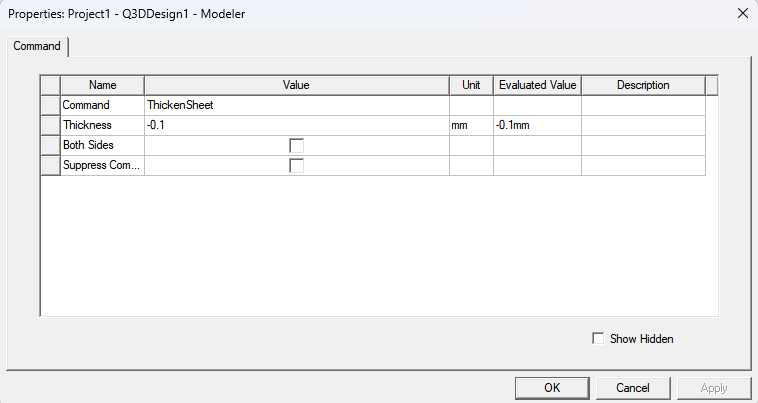 Properties: Project1 - Q3DDesign1 - Modeler
Command
Name Value Unit Evaluated Value Description
Command ThickenSheet
Thickness -0.1 mm -0.1mm
Both Sides
Suppress Com...
Show Hidden
OK Cancel Apply